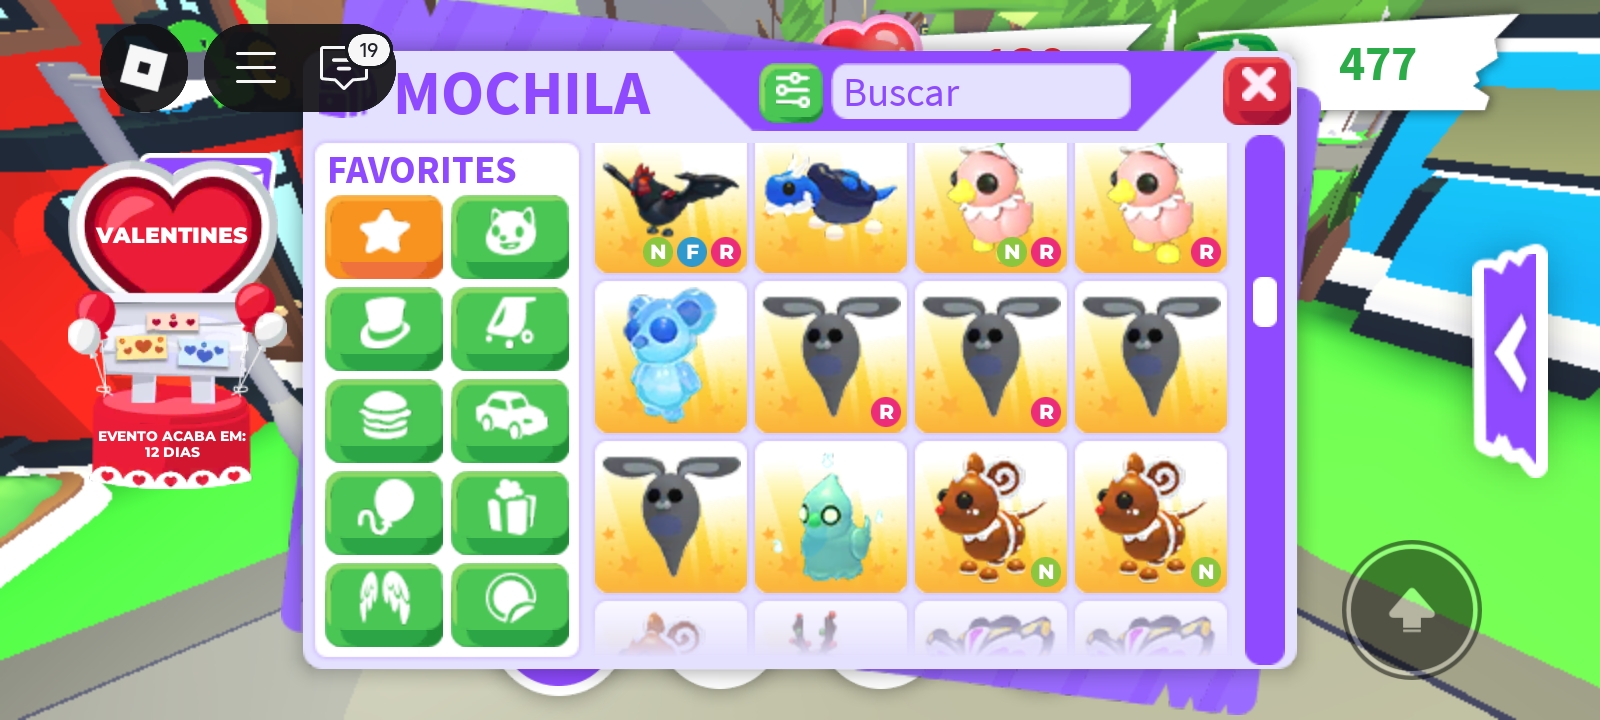 19
MOCHILA
Buscar
477
FAVORITES
VALENTINES
EVENTO ACABA EM:
12 DIAS
N F R
N R
R
R
R
N
N